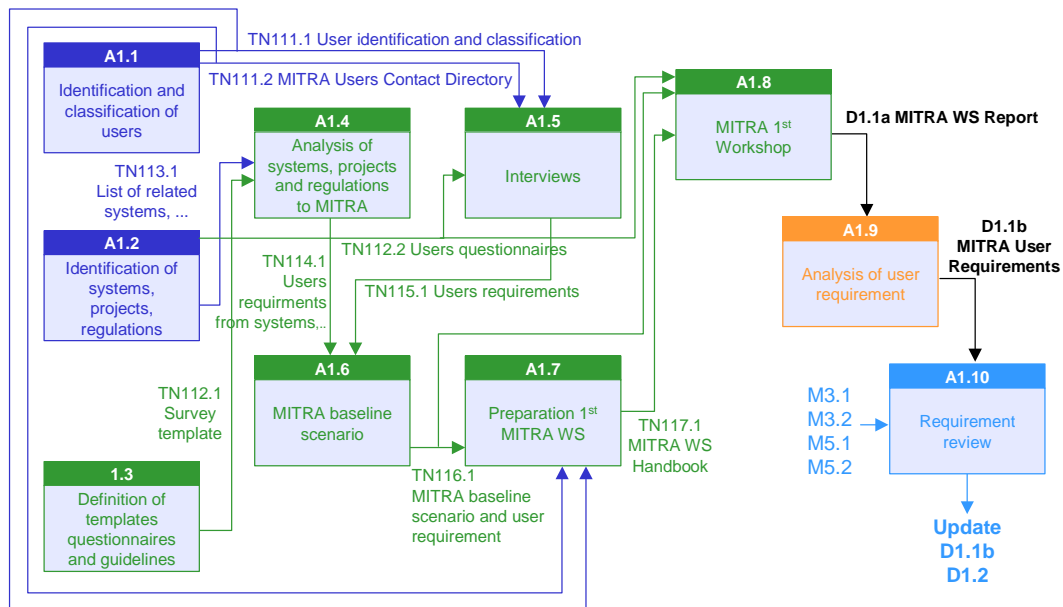 TN111.1 User identification and classification
A1.1
Identification and
classification of
users
TN111.2 MITRA Users Contact Directory
A1.8
MITRA 1st
Workshop
D1.1a MITRA WS Report
A1.4
Analysis of
systems, projects
and regulations
to MITRA
A1.5
Interviews
TN113.1
List of related
systems, ...
A1.2
Identification of
systems,
projects,
regulations
TN112.2 Users questionnaires
TN114.1
Users
requirments
from systems,..
TN115.1 Users requirements
A1.9
Analysis of user
requirement
D1.1b
MITRA User
Requirements
A1.6
MITRA baseline
scenario
A1.7
Preparation 1st
MITRA WS
TN117.1
MITRA WS
Handbook
A1.10
Requirement
review
M3.1
M3.2
M5.1
M5.2
TN112.1
Survey
template
1.3
Definition of
templates
questionnaires
and guidelines
TN116.1
MITRA baseline
scenario and user
requirement
Update
D1.1b
D1.2